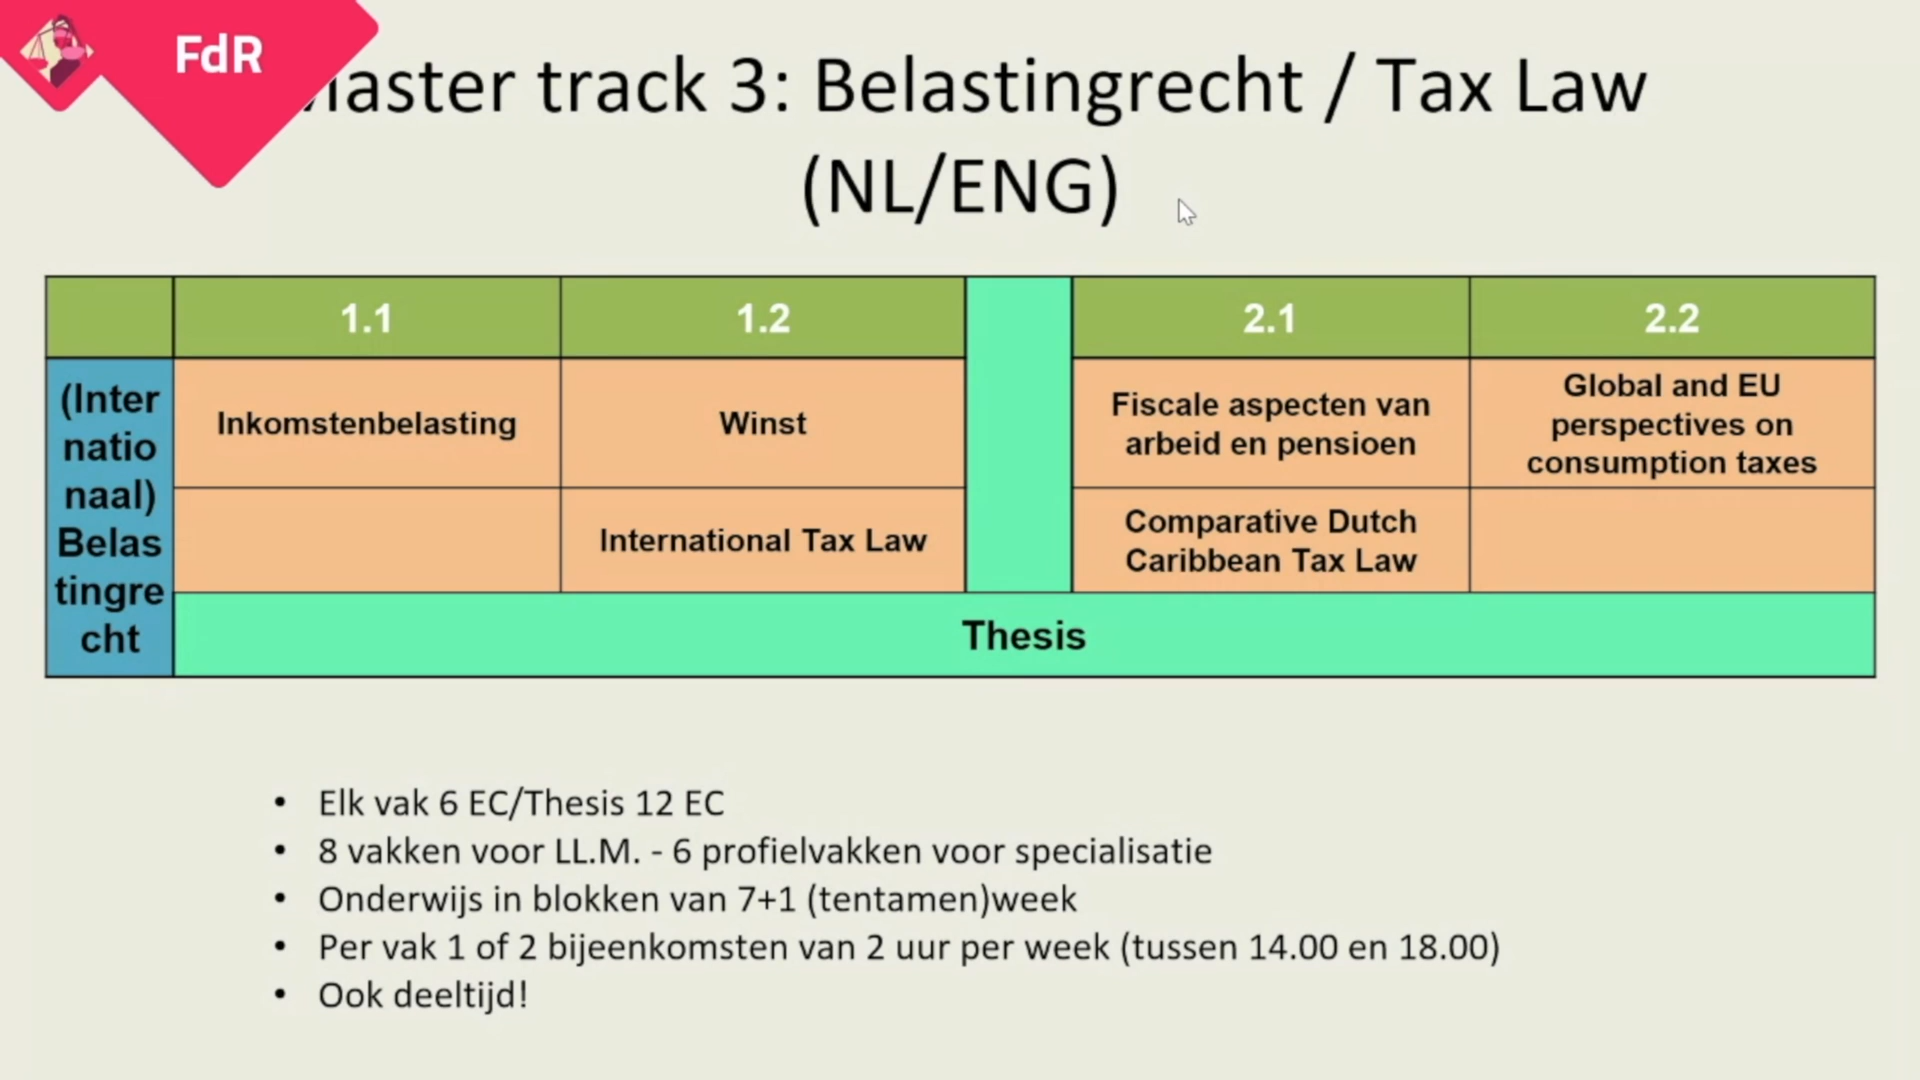 FdR
Master track 3: Belastingrecht / Tax Law
(NL/ENG)
1.1
1.2
2.1
2.2
(Inter
natio
naal)
Belas
tingre
cht
Inkomstenbelasting
Winst
Fiscale aspecten van
arbeid en pensioen
Global and EU
perspectives on
consumption taxes
International Tax Law
Comparative Dutch
Caribbean Tax Law
Thesis
• Elk vak 6 EC/Thesis 12 EC
• 8 vakken voor LL.M. - 6 profielvakken voor specialisatie
• Onderwijs in blokken van 7+1 (tentamen)week
• Per vak 1 of 2 bijeenkomsten van 2 uur per week (tussen 14.00 en 18.00)
• Ook deeltijd!